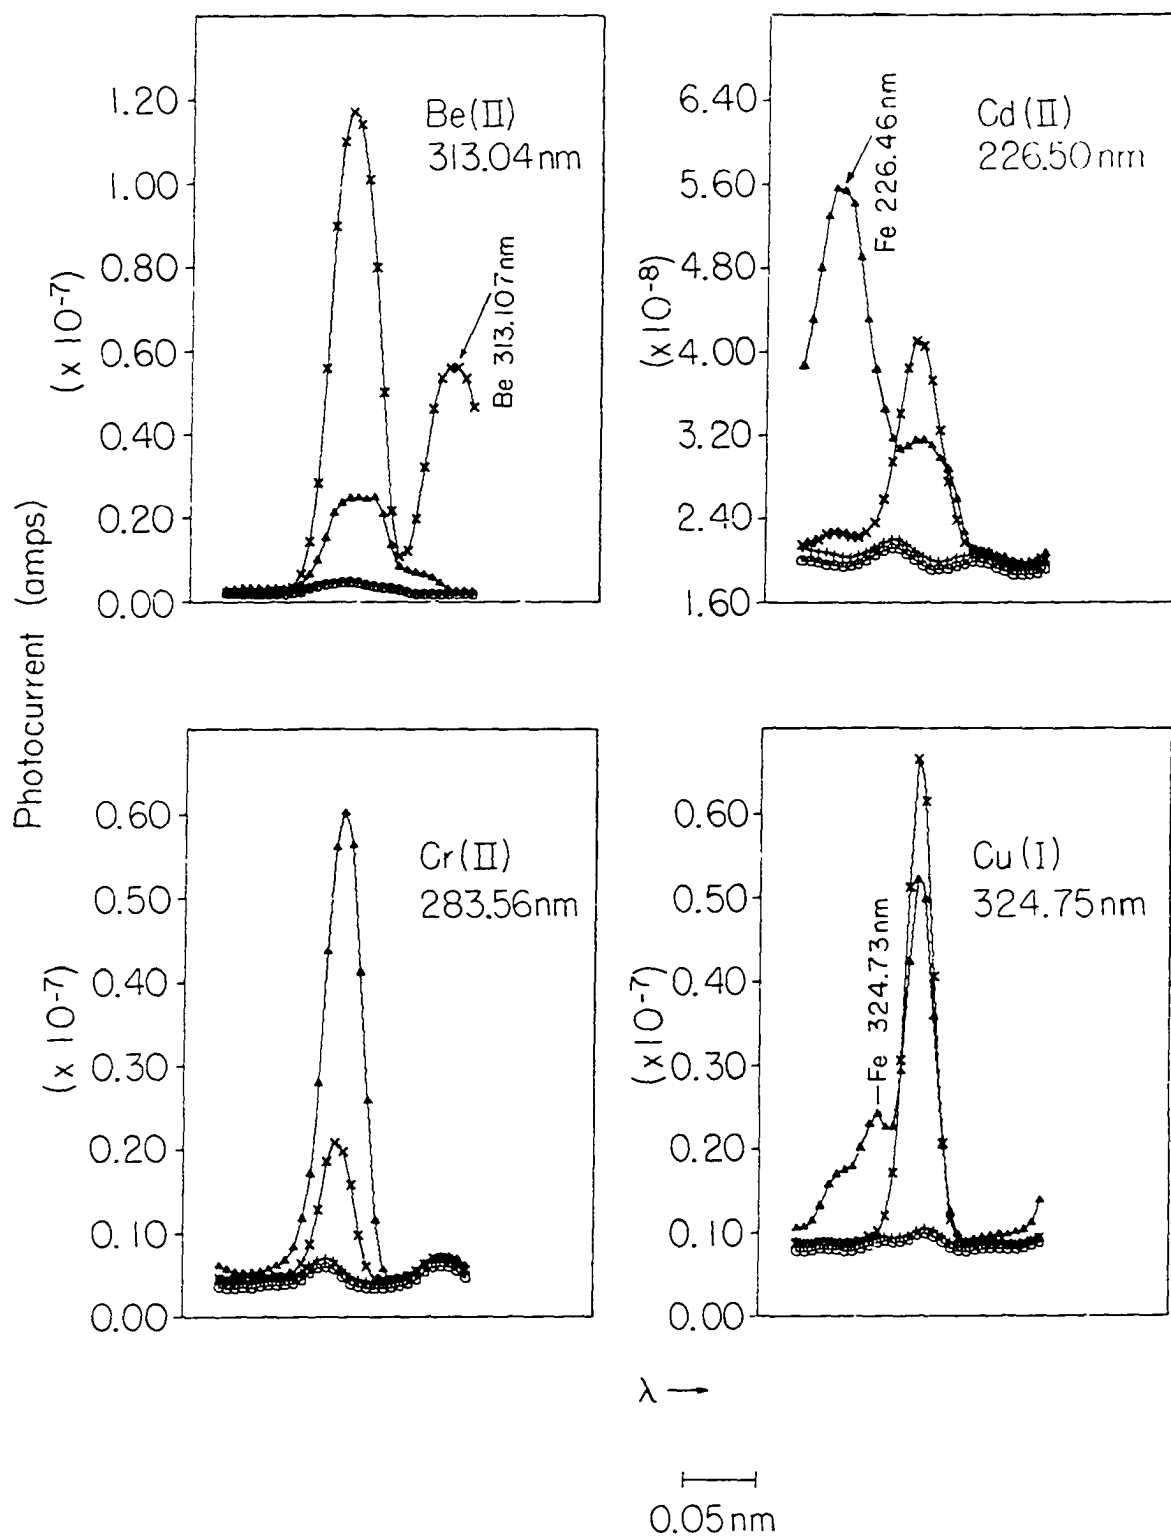 Photocurrent (amps)
(x 10-7)
1.20
1.00
0.80
0.60
0.40
0.20
0.00
Be(II)
313.04nm
Be 313.107nm
(x 10-8)
6.40
5.60
4.80
4.00
3.20
2.40
1.60
Cd(II)
226.50nm
Fe 226.46nm
(x 10-7)
0.60
0.50
0.40
0.30
0.20
0.10
0.00
Cr(II)
283.56nm
(x 10-7)
0.60
0.50
0.40
0.30
0.20
0.10
0.00
Cu(I)
324.75nm
Fe 324.73nm
λ →
0.05nm